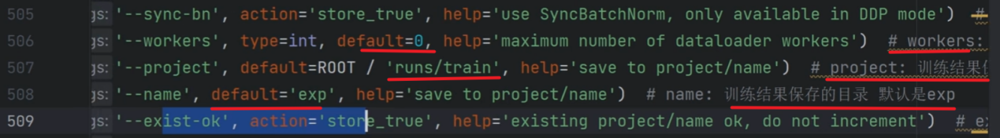 505 gs: '--sync-bn', action='store_true', help='use SyncBatchNorm, only available in DDP mode') #
506 gs: '--workers', type=int, default=0, help='maximum number of dataloader workers') # workers:
507 gs: '--project', default=ROOT / 'runs/train', help='save to project/name') # project: 训练结果
508 gs: '--name', default='exp', help='save to project/name') # name: 训练结果保存的目录 默认是exp
509 gs: '--exist-ok', action='store_true', help='existing project/name ok, do not increment') # ex